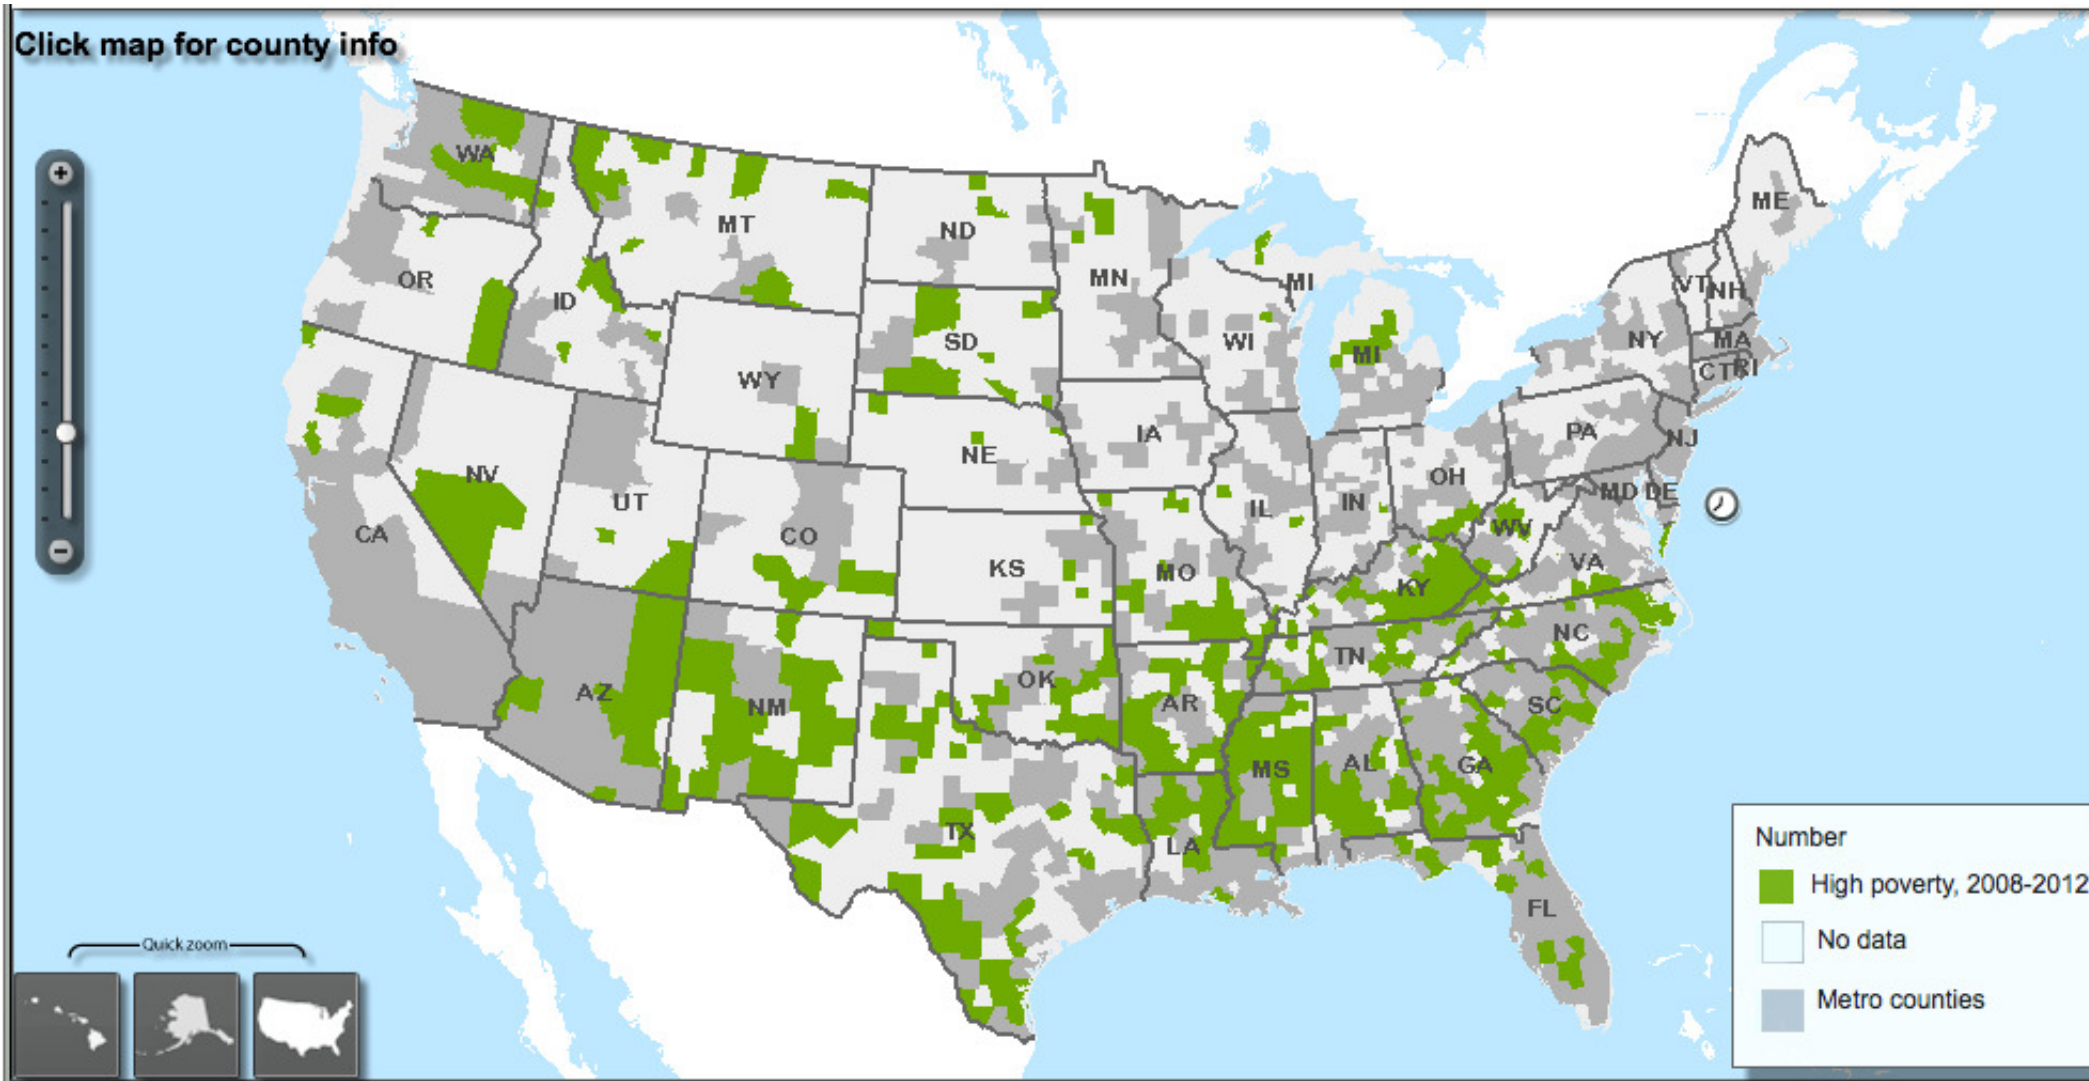 Click map for county info
WA
MT
ND
MN
ME
OR
ID
MI
VT
NH
SD
WI
MI
NY
MA
CT
RI
WY
IA
PA
NJ
NV
NE
OH
UT
IL
IN
MD
DE
CA
CO
WV
KS
MO
VA
KY
NC
TN
AZ
NM
OK
AR
SC
MS
AL
GA
TX
LA
FL
Number
High poverty, 2008-2012
No data
Metro counties
Quick zoom